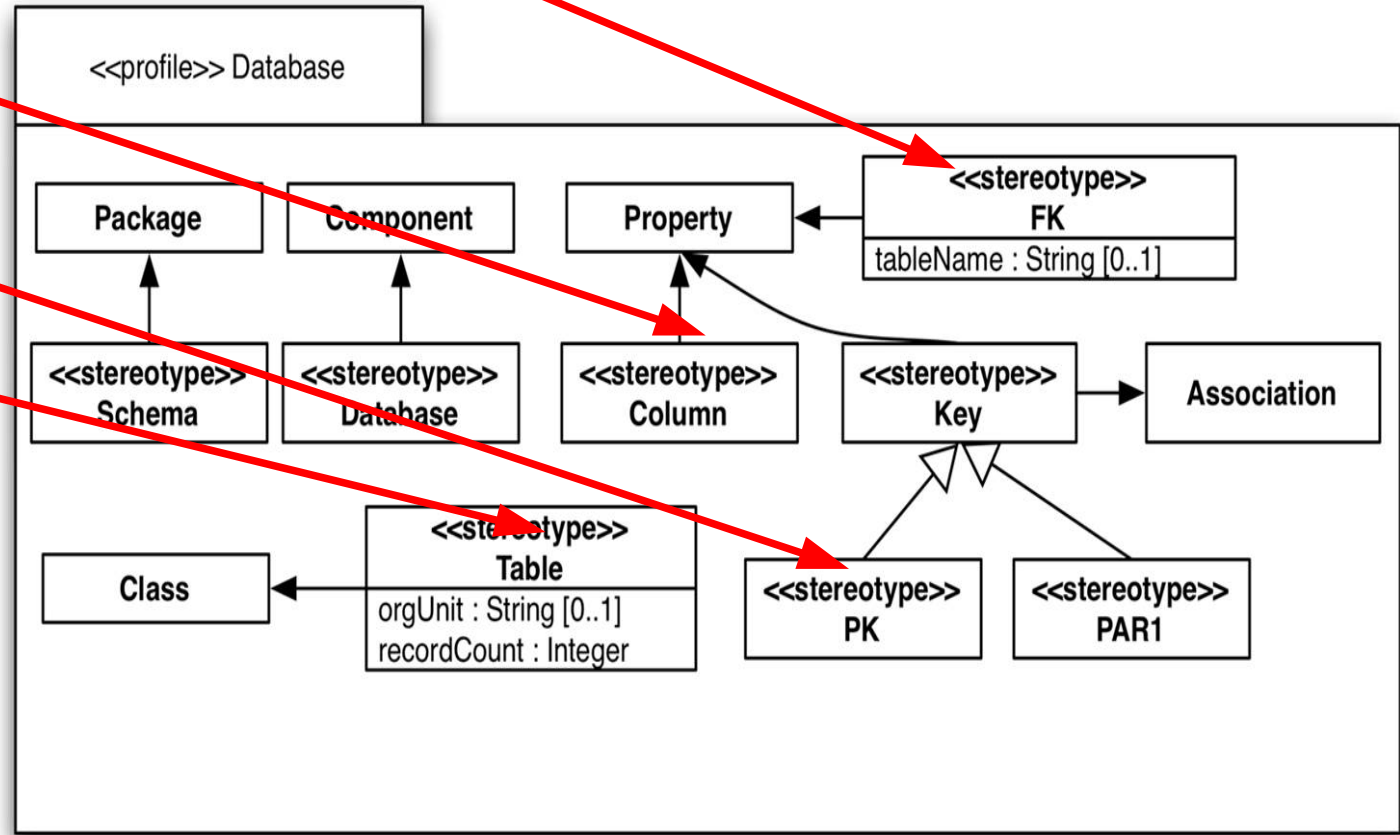 <<profile>> Database
Package
Component
Property
<<stereotype>>
FK
tableName : String [0..1]
<<stereotype>>
Schema
<<stereotype>>
Database
<<stereotype>>
Column
<<stereotype>>
Key
Association
Class
<<stereotype>>
Table
orgUnit : String [0..1]
recordCount : Integer
<<stereotype>>
PK
<<stereotype>>
PAR1